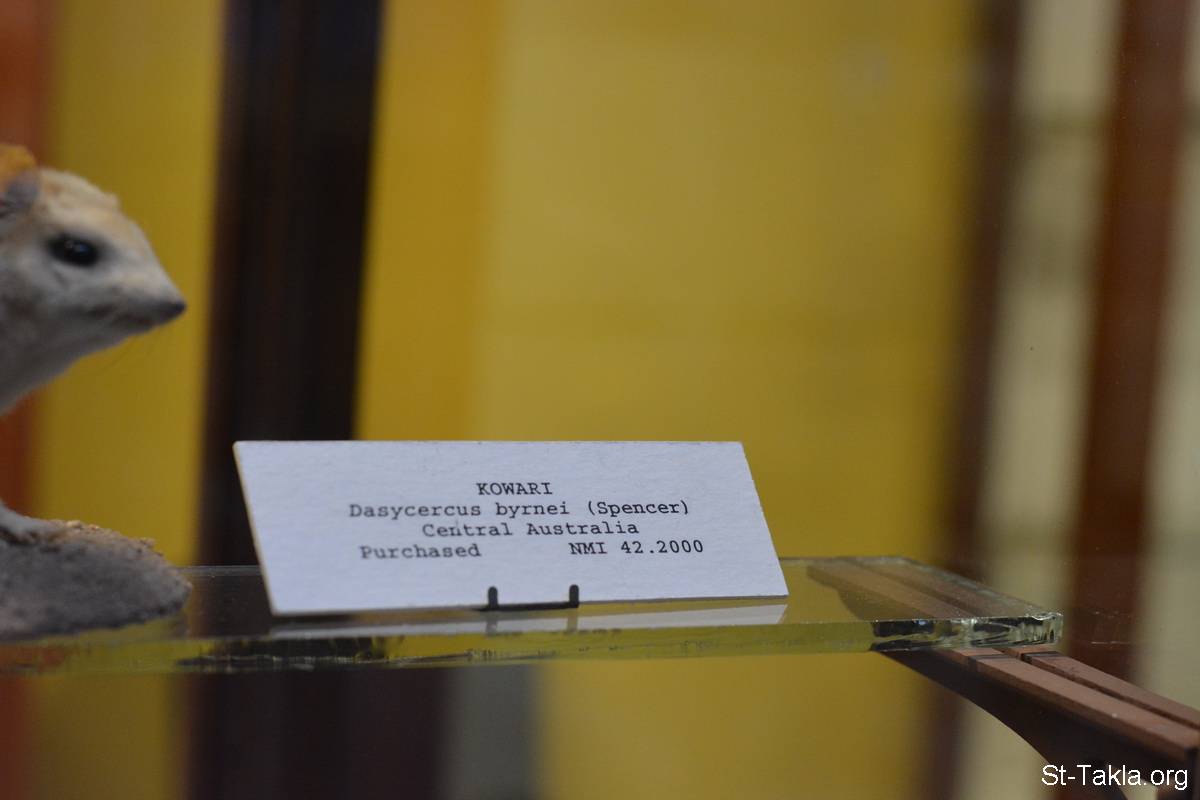 KOWARI
Dasycercus byrnei (Spencer)
Central Australia
Purchased NMI 42.2000
St-Takla.org